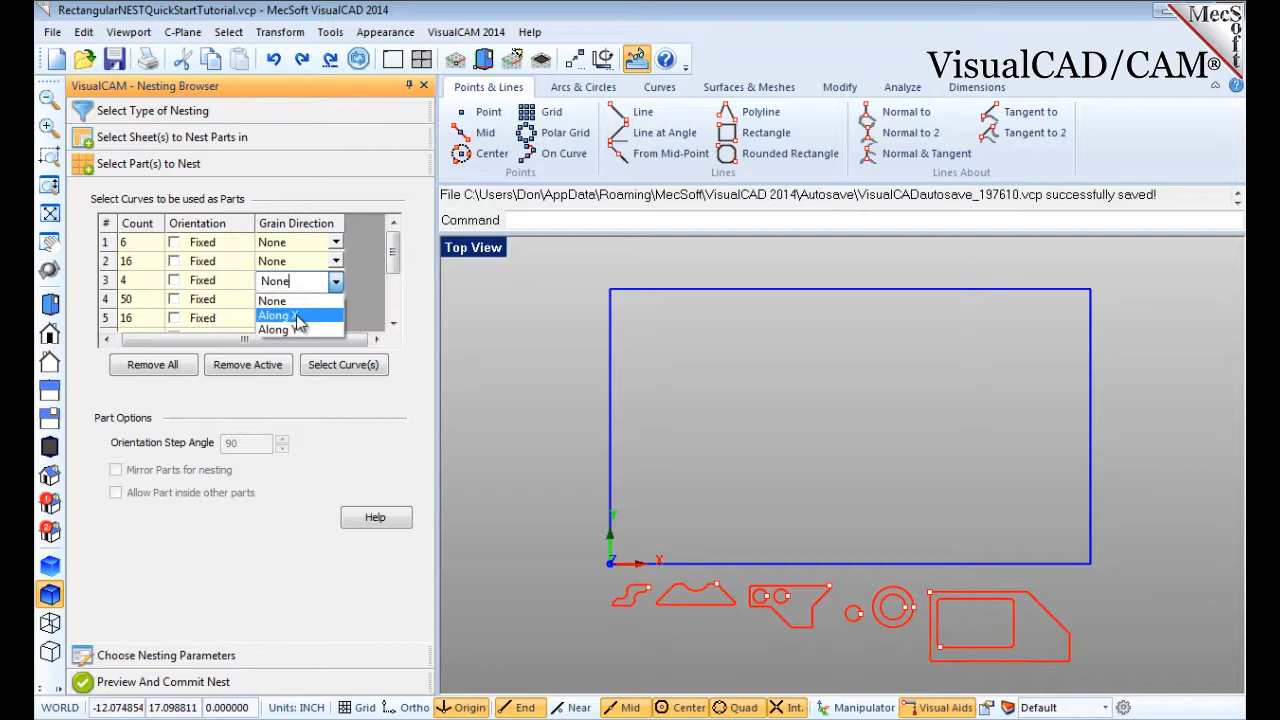 RectangularNESTQuickStartTutorial.vcp - MecSoft VisualCAD 2014
MecSoft
File Edit Viewport C-Plane Select Transform Tools Appearance VisualCAM 2014 Help
VisualCAD/CAM®
VisualCAM - Nesting Browser
Select Type of Nesting
Select Sheet(s) to Nest Parts in
Select Part(s) to Nest
Select Curves to be used as Parts
# Count Orientation Grain Direction
1 6 Fixed None
2 16 Fixed None
3 4 Fixed None
4 50 Fixed None
5 16 Fixed Along X
Along Y
Remove All Remove Active Select Curve(s)
Part Options
Orientation Step Angle 90
Mirror Parts for nesting
Allow Part inside other parts
Help
Choose Nesting Parameters
Preview And Commit Nest
Points & Lines Arcs & Circles Curves Surfaces & Meshes Modify Analyze Dimensions
Point Grid Line Polyline Normal to Tangent to
Mid Polar Grid Line at Angle Rectangle Normal to 2 Tangent to 2
Center On Curve From Mid-Point Rounded Rectangle Normal & Tangent
Points Lines Lines About
File C:\Users\Don\AppData\Roaming\MecSoft\VisualCAD 2014\Autosave\VisualCADautosave_197610.vcp successfully saved!
Command
Top View
Y
Z X
1
2
WORLD -12.074854 17.098811 0.000000 Units: INCH Grid Ortho Origin End Near Mid Center Quad Int. Manipulator Visual Aids Default